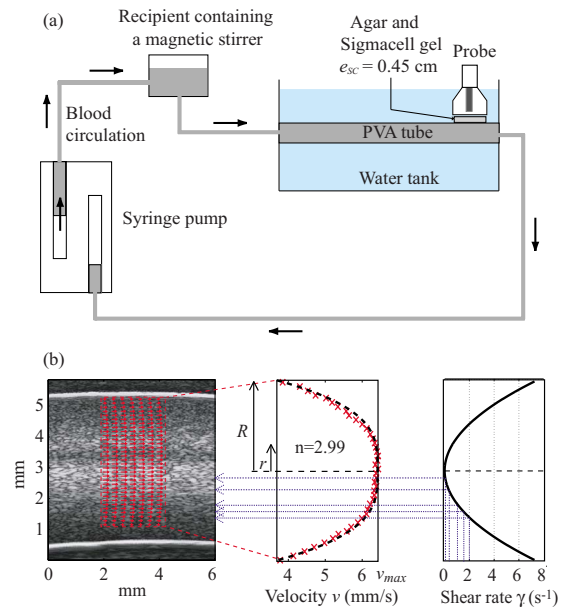 (a)
Recipient containing
a magnetic stirrer
Agar and
Sigmacell gel
e_SC = 0.45 cm
Probe
Blood
circulation
PVA tube
Water tank
Syringe pump
(b)
5
4
3
2
1
mm
0 2 4 6
mm
R
r
n=2.99
4 5 6
v_max
Velocity v (mm/s)
0 2 4 6 8
Shear rate γ (s⁻¹)